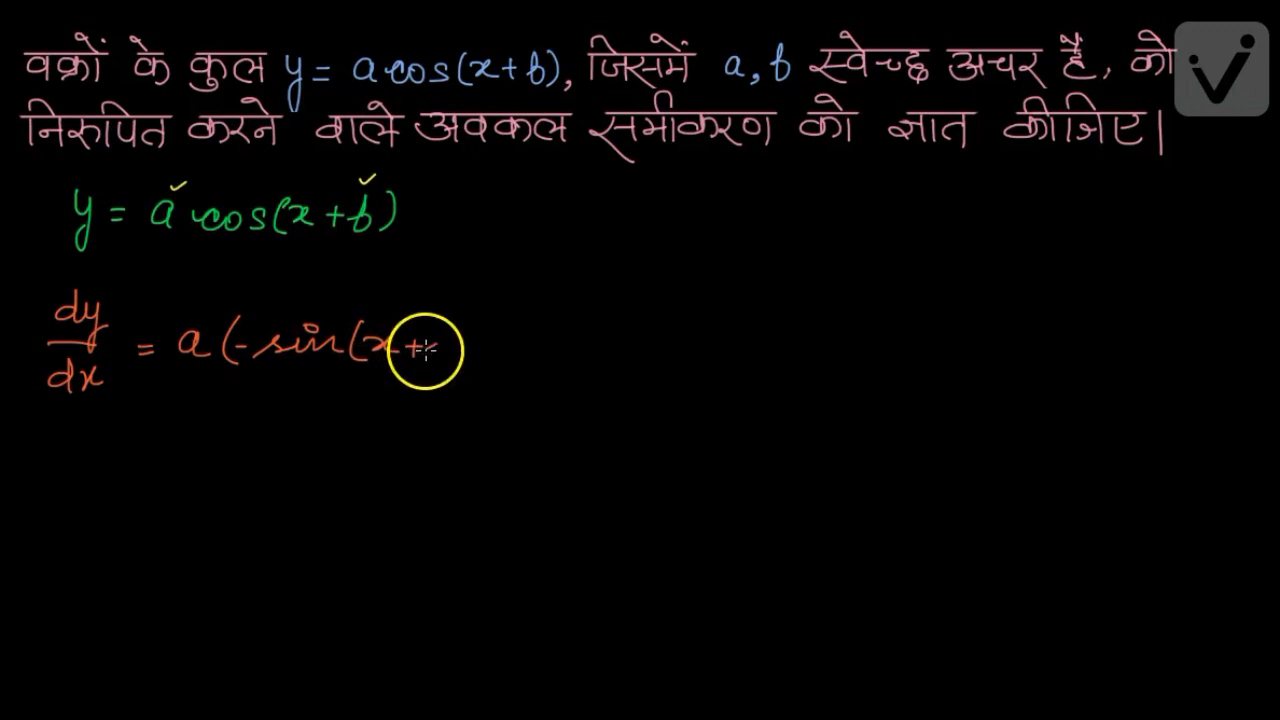 वक्रों के कुल y = a cos(x + b), जिसमें a, b स्वेच्छ अचर हैं, को
निरुपित करने वाले अवकल समीकरण को ज्ञात कीजिए।
y = a cos(x + b)
dy/dx = a (- sin(x +